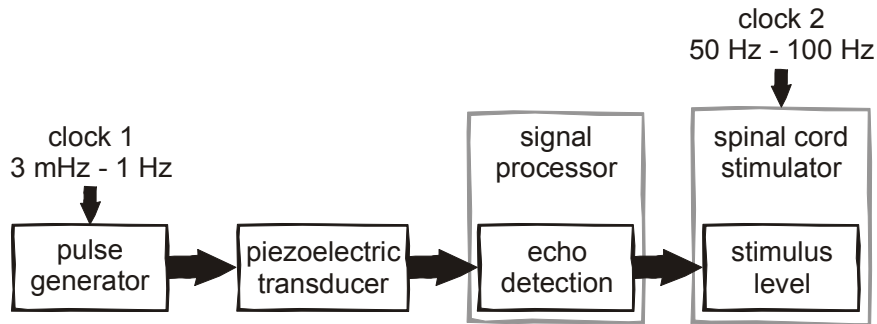 clock 2
50 Hz - 100 Hz
clock 1
3 mHz - 1 Hz
signal
processor
spinal cord
stimulator
pulse
generator
piezoelectric
transducer
echo
detection
stimulus
level